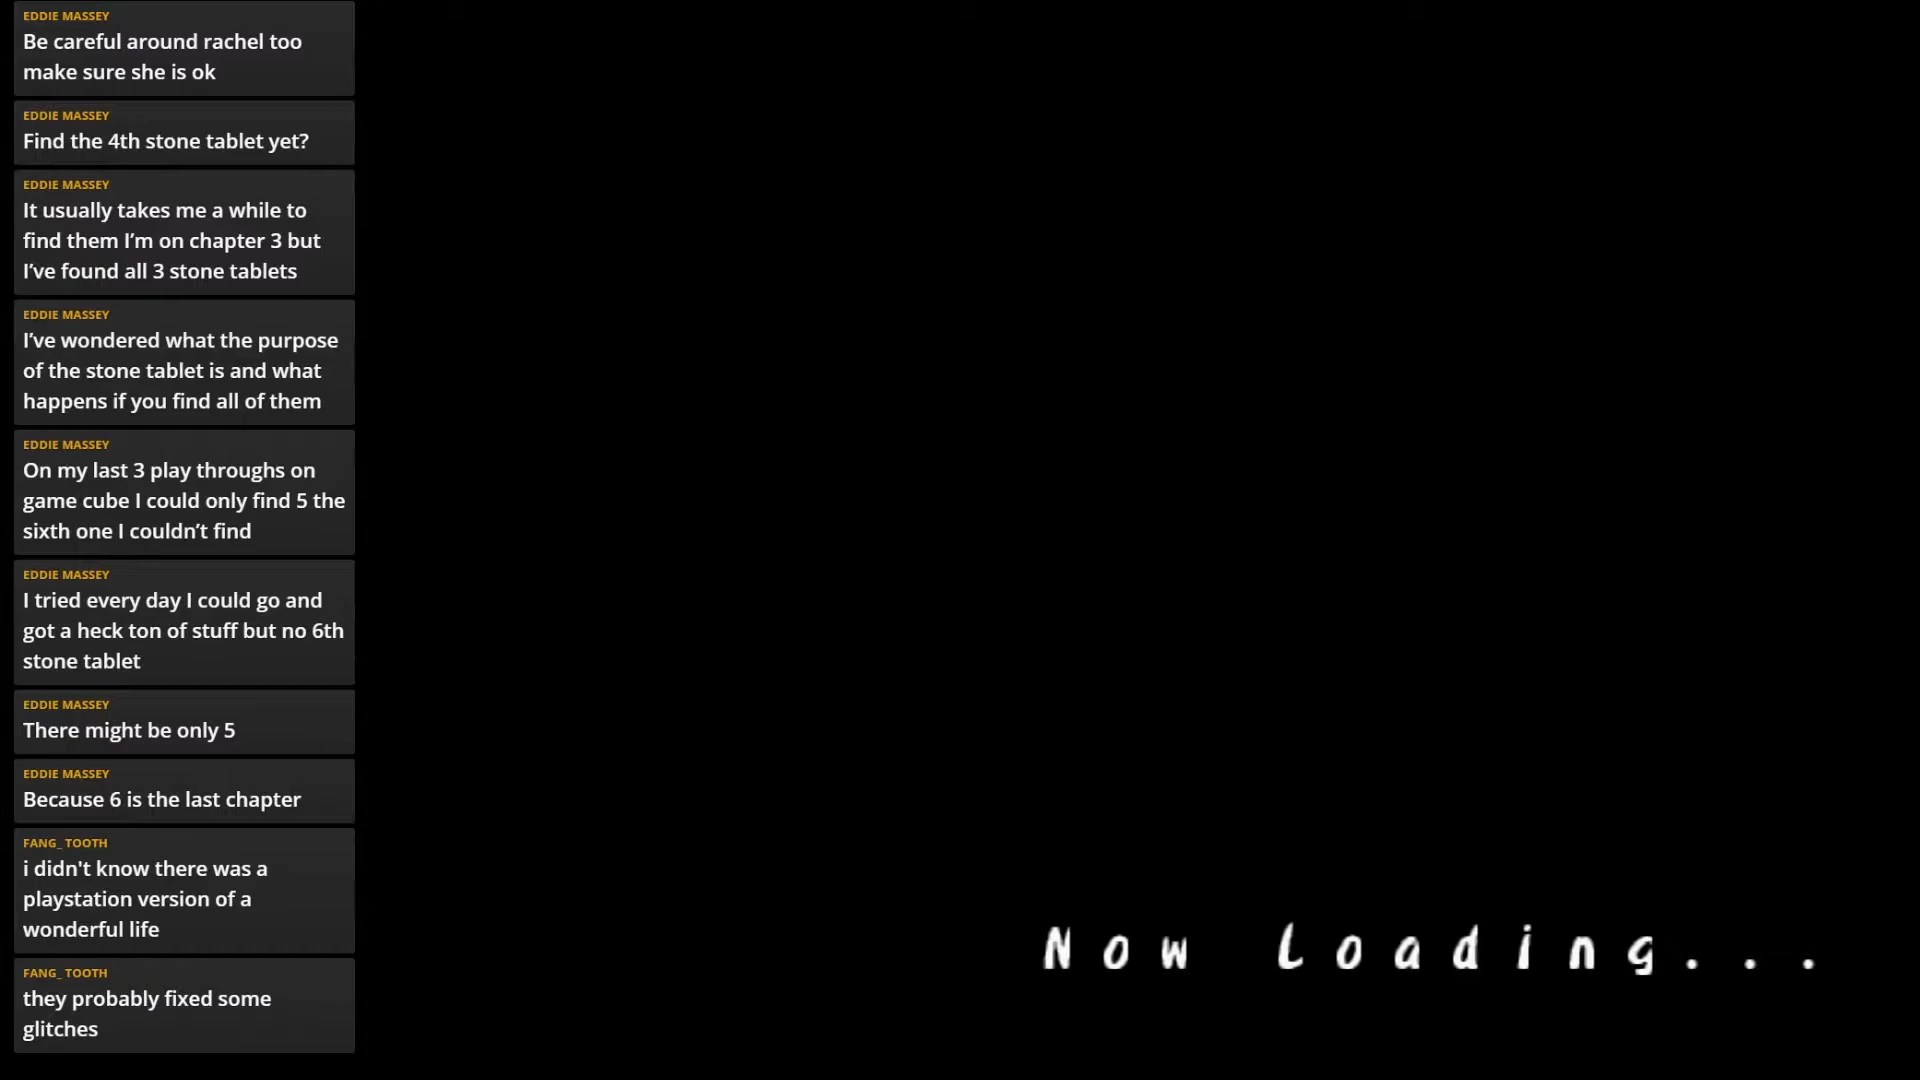 EDDIE MASSEY
Be careful around rachel too
make sure she is ok
EDDIE MASSEY
Find the 4th stone tablet yet?
EDDIE MASSEY
It usually takes me a while to
find them I’m on chapter 3 but
I’ve found all 3 stone tablets
EDDIE MASSEY
I’ve wondered what the purpose
of the stone tablet is and what
happens if you find all of them
EDDIE MASSEY
On my last 3 play throughs on
game cube I could only find 5 the
sixth one I couldn’t find
EDDIE MASSEY
I tried every day I could go and
got a heck ton of stuff but no 6th
stone tablet
EDDIE MASSEY
There might be only 5
EDDIE MASSEY
Because 6 is the last chapter
FANG_ TOOTH
i didn't know there was a
playstation version of a
wonderful life
FANG_ TOOTH
they probably fixed some
glitches
Now Loading...